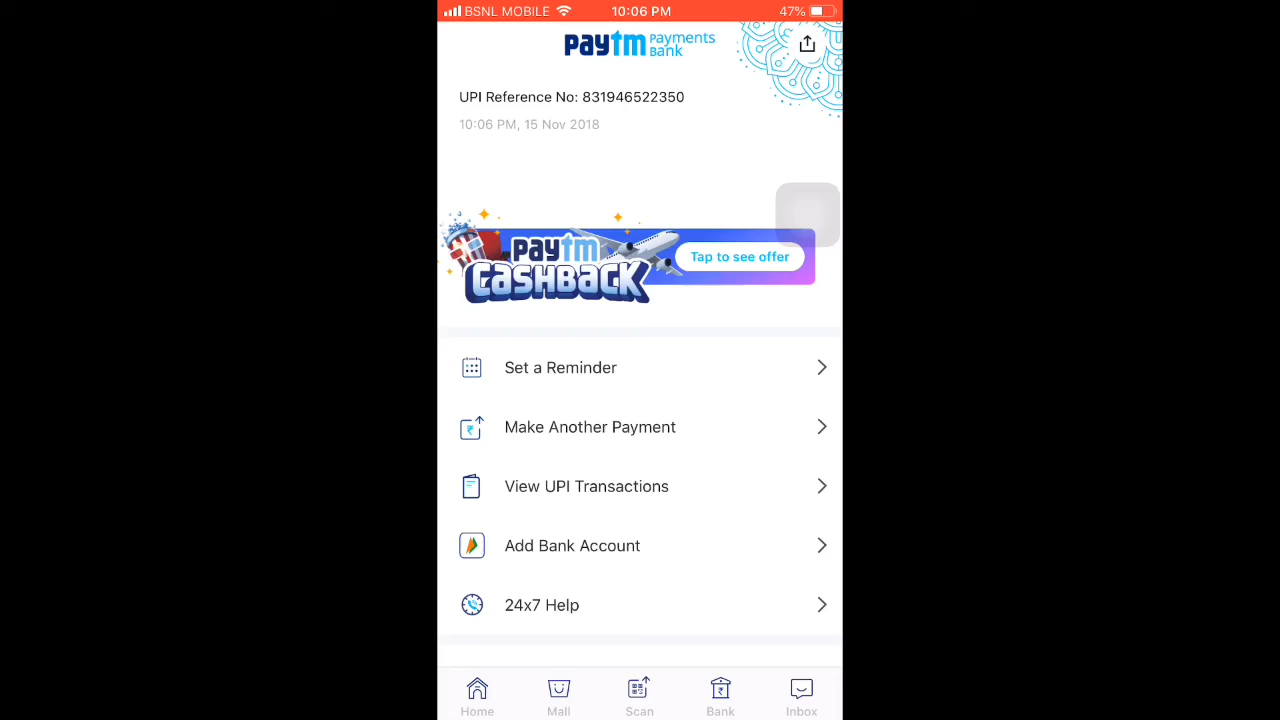 BSNL MOBILE 10:06 PM 47%
paytm Payments Bank
UPI Reference No: 831946522350
10:06 PM, 15 Nov 2018
paytm
CASHBACK
Tap to see offer
Set a Reminder
Make Another Payment
View UPI Transactions
Add Bank Account
24x7 Help
Home Mall Scan Bank Inbox